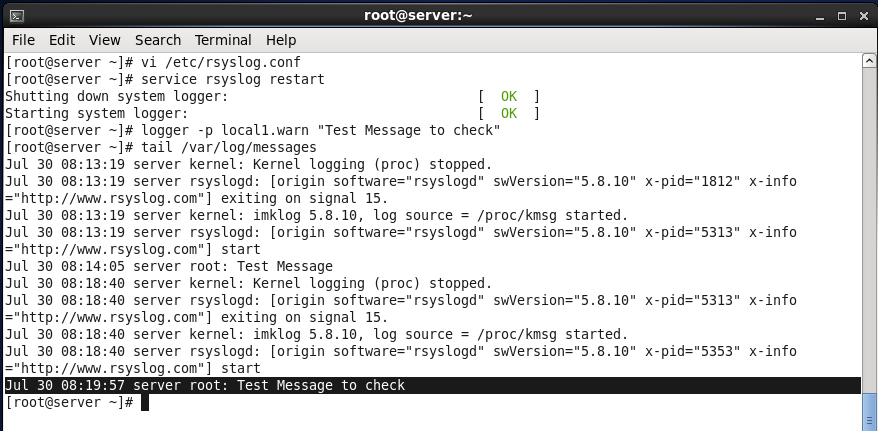 root@server:~
File Edit View Search Terminal Help
[root@server ~]# vi /etc/rsyslog.conf
[root@server ~]# service rsyslog restart
Shutting down system logger:                               [  OK  ]
Starting system logger:                                    [  OK  ]
[root@server ~]# logger -p local1.warn "Test Message to check"
[root@server ~]# tail /var/log/messages
Jul 30 08:13:19 server kernel: Kernel logging (proc) stopped.
Jul 30 08:13:19 server rsyslogd: [origin software="rsyslogd" swVersion="5.8.10" x-pid="1812" x-info
="http://www.rsyslog.com"] exiting on signal 15.
Jul 30 08:13:19 server kernel: imklog 5.8.10, log source = /proc/kmsg started.
Jul 30 08:13:19 server rsyslogd: [origin software="rsyslogd" swVersion="5.8.10" x-pid="5313" x-info
="http://www.rsyslog.com"] start
Jul 30 08:14:05 server root: Test Message
Jul 30 08:18:40 server kernel: Kernel logging (proc) stopped.
Jul 30 08:18:40 server rsyslogd: [origin software="rsyslogd" swVersion="5.8.10" x-pid="5313" x-info
="http://www.rsyslog.com"] exiting on signal 15.
Jul 30 08:18:40 server kernel: imklog 5.8.10, log source = /proc/kmsg started.
Jul 30 08:18:40 server rsyslogd: [origin software="rsyslogd" swVersion="5.8.10" x-pid="5353" x-info
="http://www.rsyslog.com"] start
Jul 30 08:19:57 server root: Test Message to check
[root@server ~]#